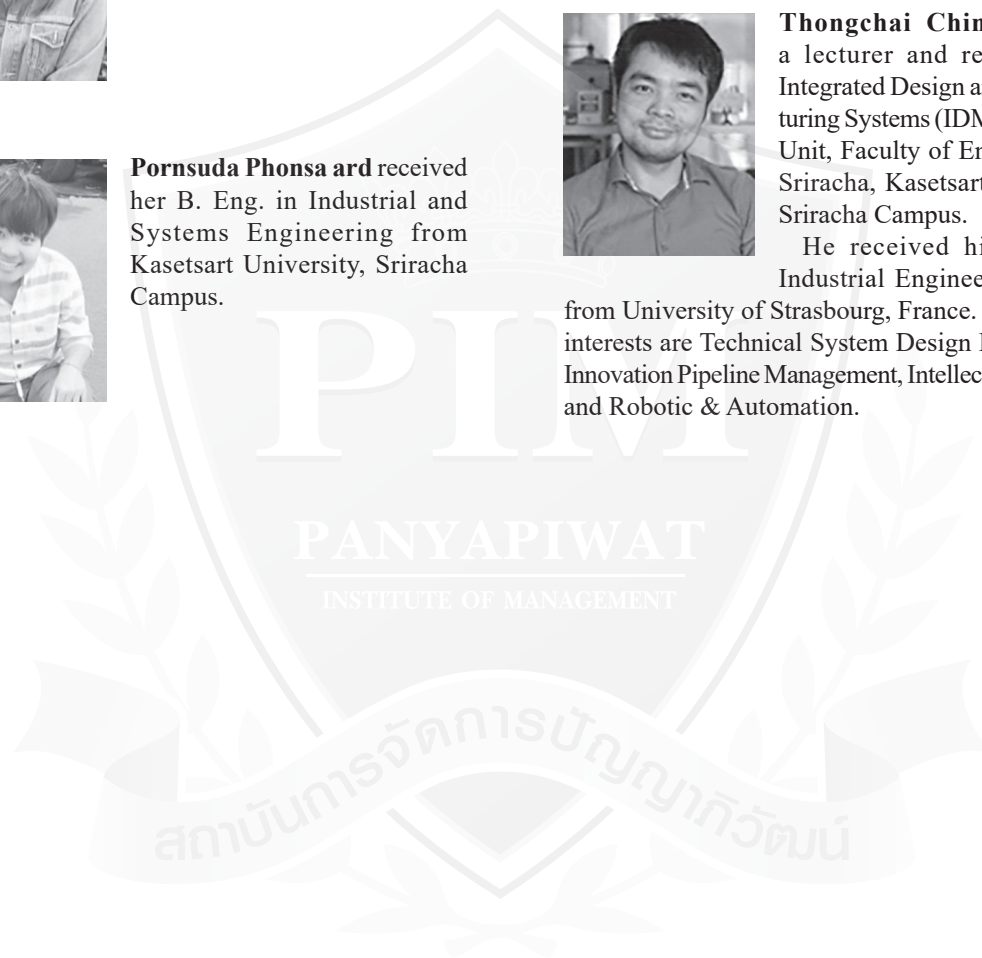 Pornsuda Phonsa ard received
her B. Eng. in Industrial and
Systems Engineering from
Kasetsart University, Sriracha
Campus.
Thongchai Chin
a lecturer and re
Integrated Design a
turing Systems (IDM
Unit, Faculty of En
Sriracha, Kasetsart
Sriracha Campus.
He received hi
Industrial Enginee
from University of Strasbourg, France.
interests are Technical System Design
Innovation Pipeline Management, Intellec
and Robotic & Automation.
PIM
PANYAPIWAT
INSTITUTE OF MANAGEMENT
สถาบันการจัดการปัญญาภิวัฒน์